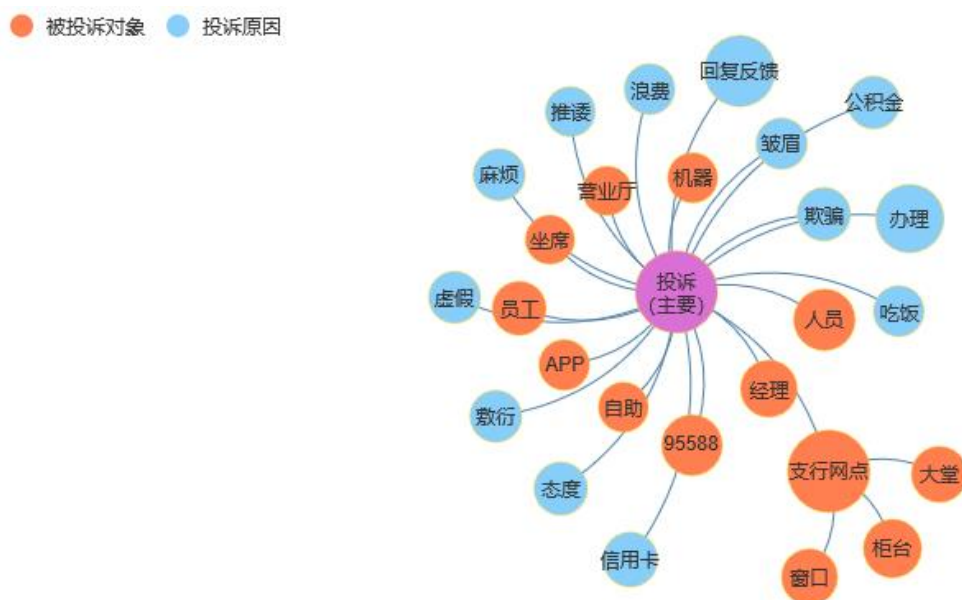 被投诉对象
投诉原因
回复反馈
浪费
公积金
推诿
皱眉
麻烦
机器
营业厅
欺骗
办理
坐席
投诉
(主要)
虚假
员工
人员
吃饭
APP
经理
自助
敷衍
95588
支行网点
大堂
态度
柜台
信用卡
窗口